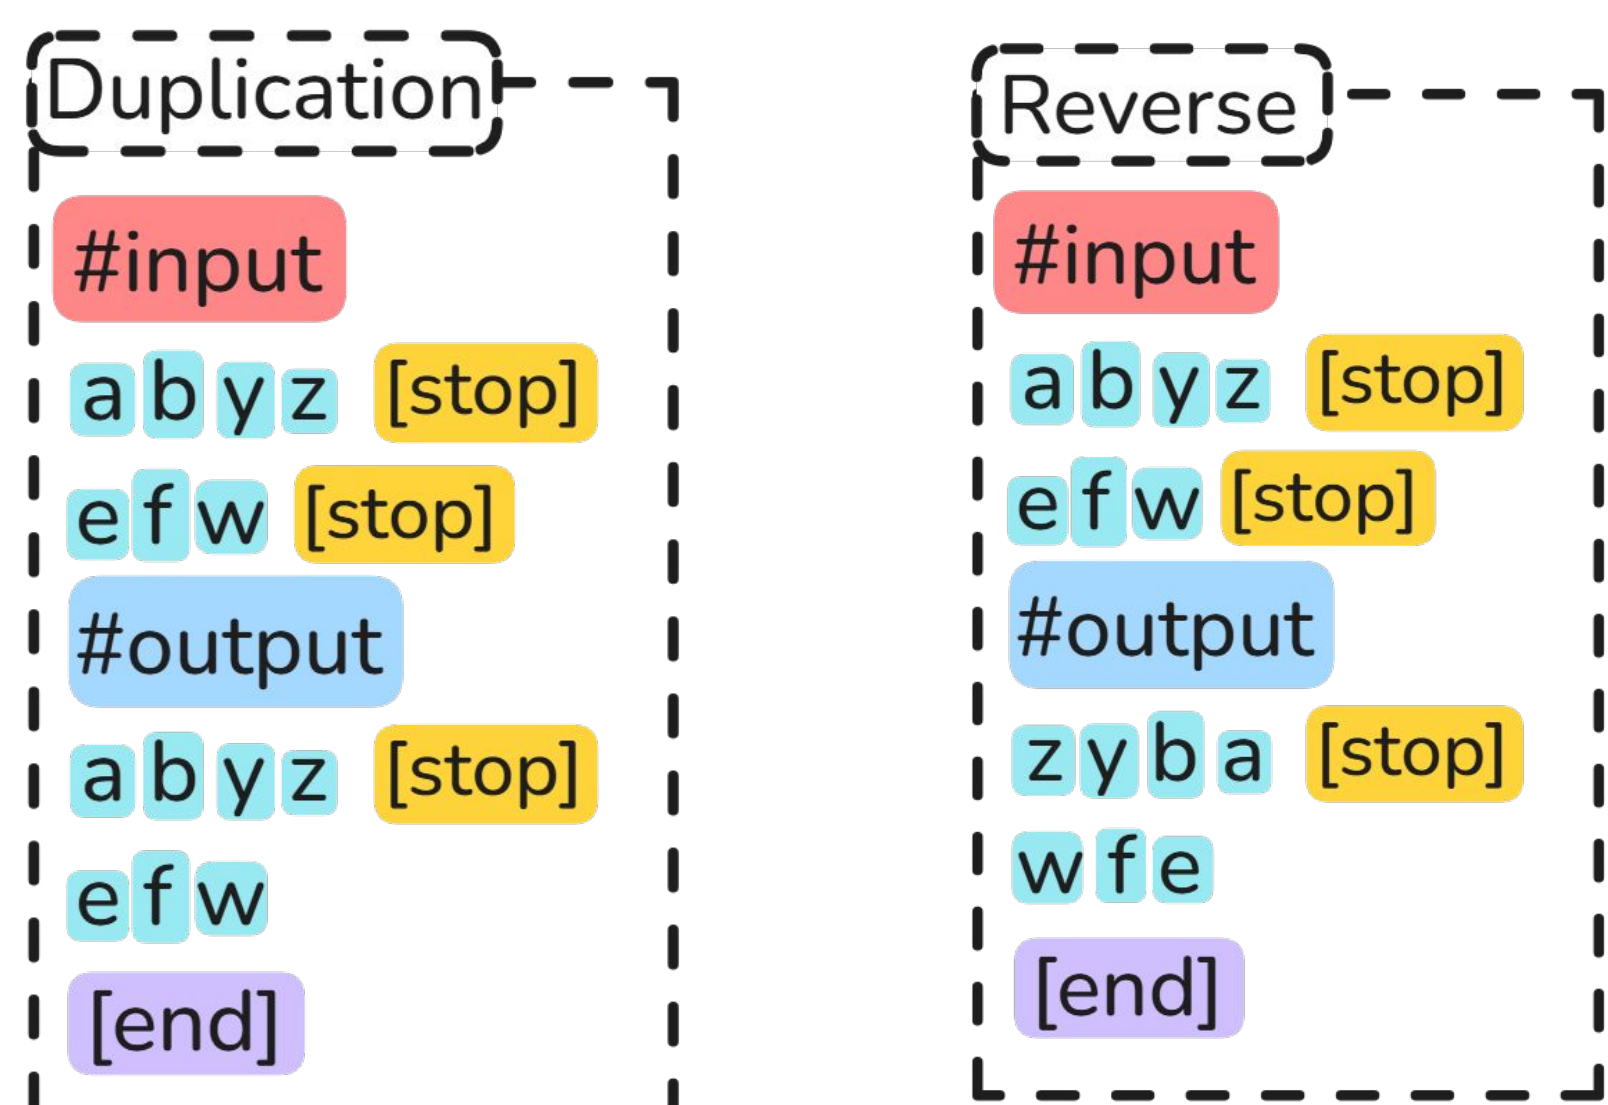 Duplication
#input
a b y z [stop]
e f w [stop]
#output
a b y z [stop]
e f w
[end]
Reverse
#input
a b y z [stop]
e f w [stop]
#output
z y b a [stop]
w f e
[end]